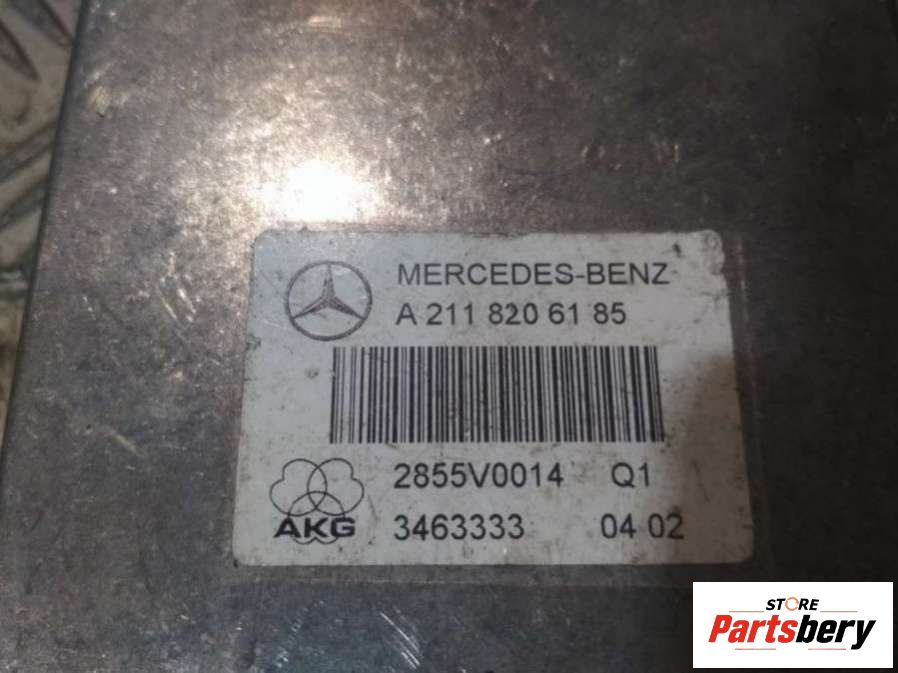 MERCEDES-BENZ
A 211 820 61 85
2855V0014 Q1
AKG
3463333 04 02
STORE
Partsbery